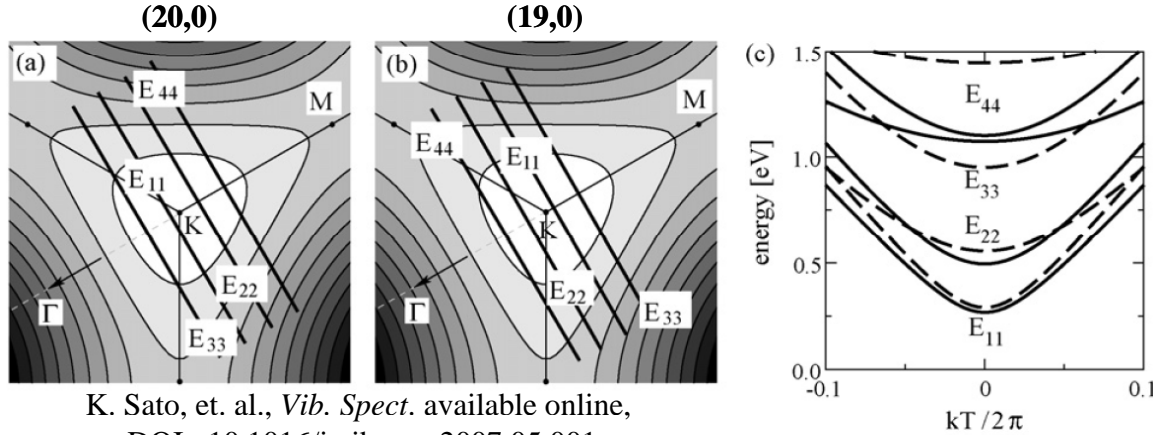 (20,0)
(19,0)
(a)
E44
M
E11
K
E22
Γ
E33
(b)
M
E44
E11
K
E22
Γ
E33
(c)
1.5
1.0
0.5
0.0
energy [eV]
E44
E33
E22
E11
-0.1
0
0.1
kT/2π
K. Sato, et. al., Vib. Spect. available online,